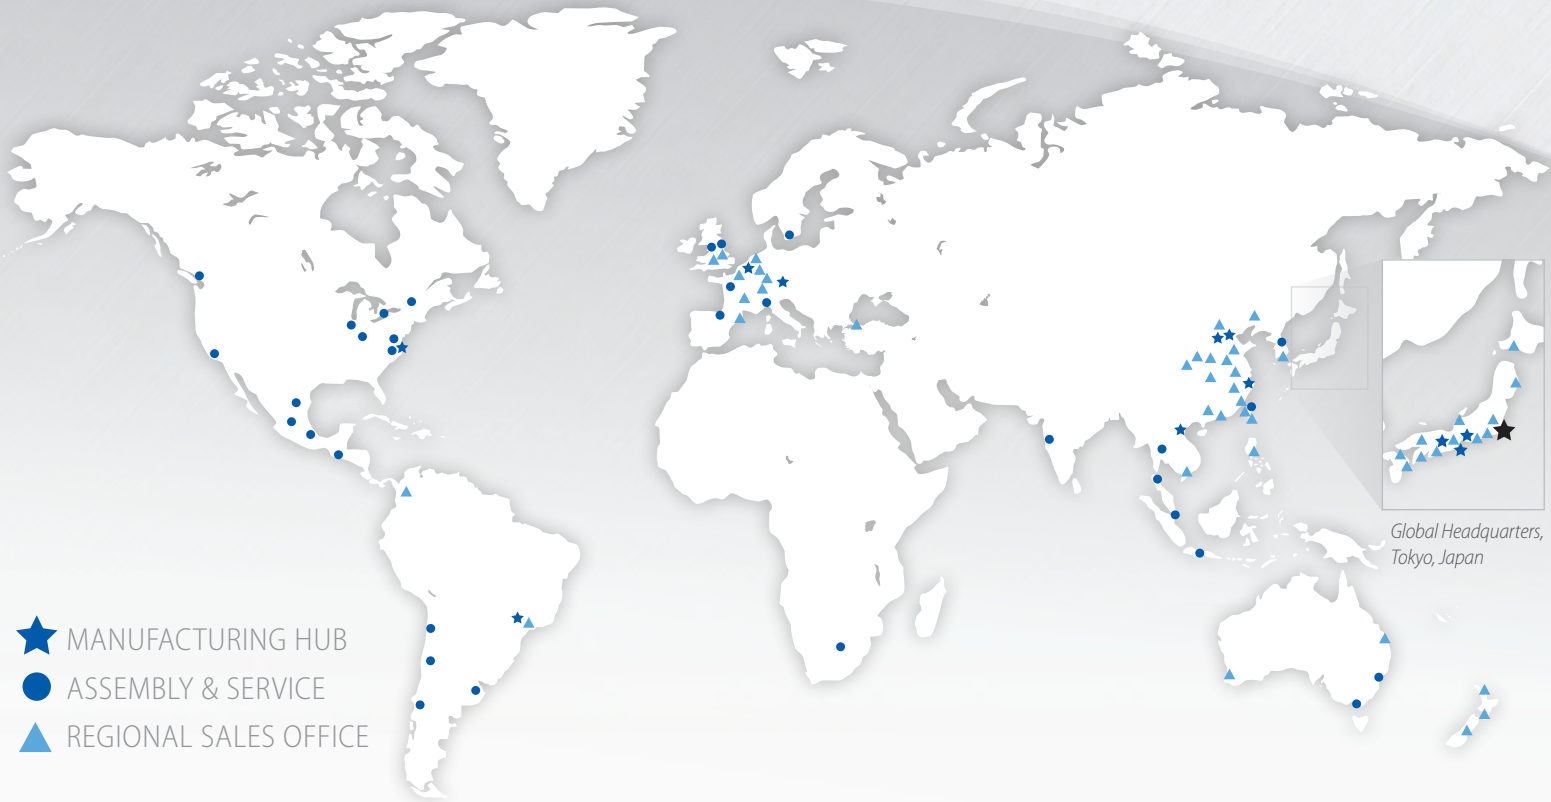 Global Headquarters,
Tokyo, Japan
MANUFACTURING HUB
ASSEMBLY & SERVICE
REGIONAL SALES OFFICE